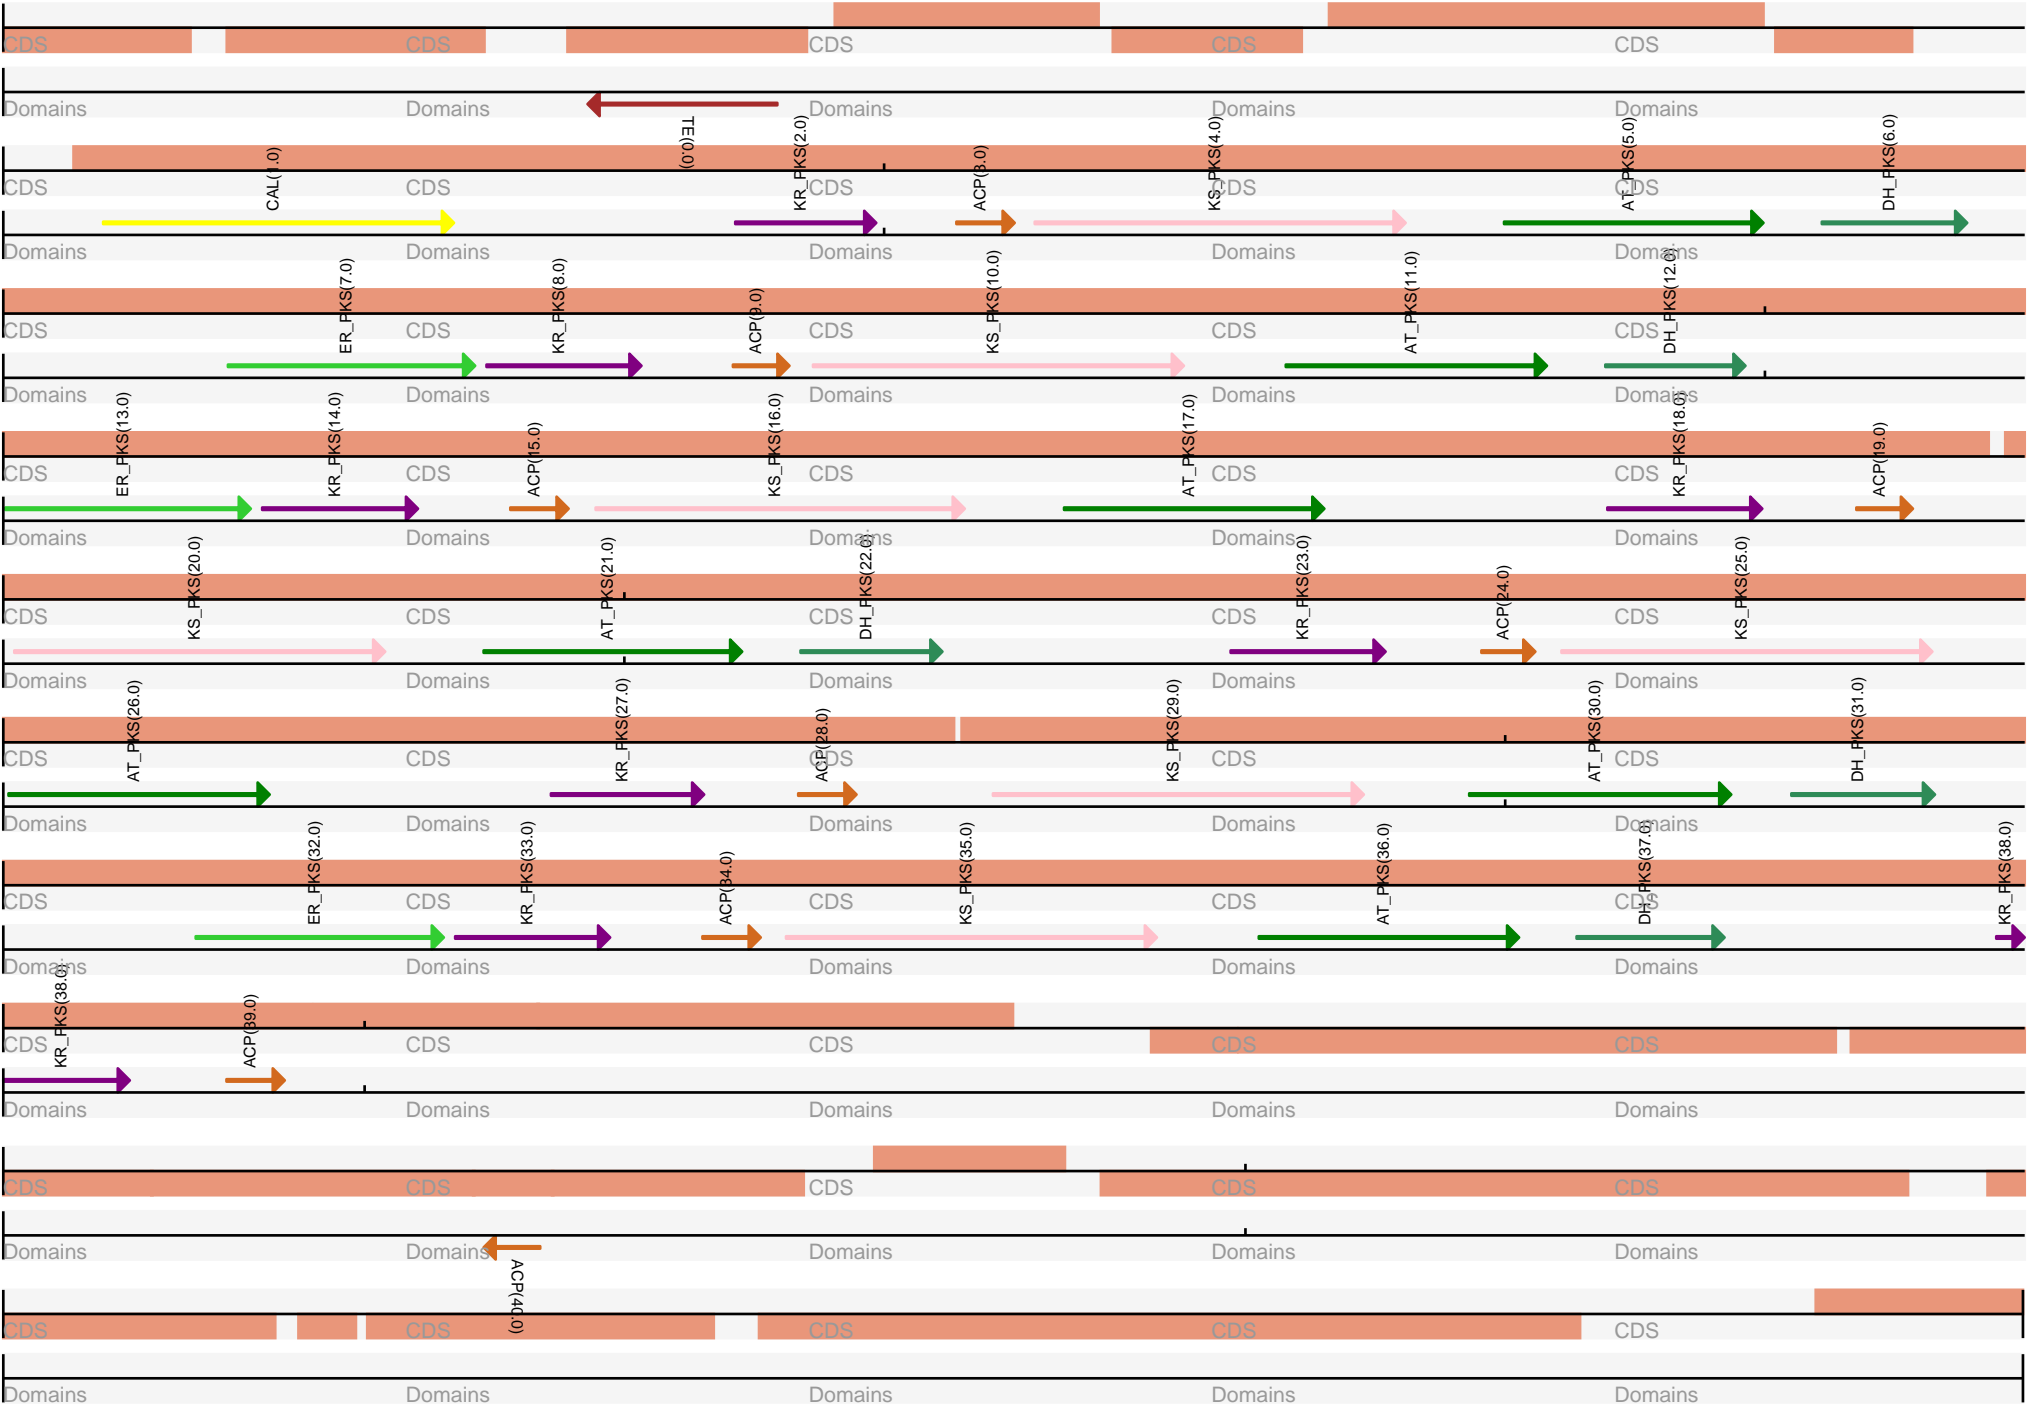 CDS CDS CDS CDS CDS
Domains Domains Domains Domains Domains
TE(0.0)
CAL(1.0) KR_PKS(2.0) ACP(3.0) KS_PKS(4.0) AT_PKS(5.0) DH_PKS(6.0)
CDS CDS CDS CDS CDS
Domains Domains Domains Domains Domains
ER_PKS(7.0) KR_PKS(8.0) ACP(9.0) KS_PKS(10.0) AT_PKS(11.0) DH_PKS(12.0)
CDS CDS CDS CDS CDS
Domains Domains Domains Domains Domains
ER_PKS(13.0) KR_PKS(14.0) ACP(15.0) KS_PKS(16.0) AT_PKS(17.0) KR_PKS(18.0) ACP(19.0)
CDS CDS CDS CDS CDS
Domains Domains Domains Domains Domains
KS_PKS(20.0) AT_PKS(21.0) DH_PKS(22.0) KR_PKS(23.0) ACP(24.0) KS_PKS(25.0)
CDS CDS CDS CDS CDS
Domains Domains Domains Domains Domains
AT_PKS(26.0) KR_PKS(27.0) ACP(28.0) KS_PKS(29.0) AT_PKS(30.0) DH_PKS(31.0)
CDS CDS CDS CDS CDS
Domains Domains Domains Domains Domains
ER_PKS(32.0) KR_PKS(33.0) ACP(34.0) KS_PKS(35.0) AT_PKS(36.0) DH_PKS(37.0) KR_PKS(38.0)
CDS CDS CDS CDS CDS
Domains Domains Domains Domains Domains
KR_PKS(38.0) ACP(39.0)
CDS CDS CDS CDS CDS
Domains Domains Domains Domains Domains
CDS CDS CDS CDS CDS
Domains Domains Domains Domains Domains
ACP(40.0)
CDS CDS CDS CDS CDS
Domains Domains Domains Domains Domains